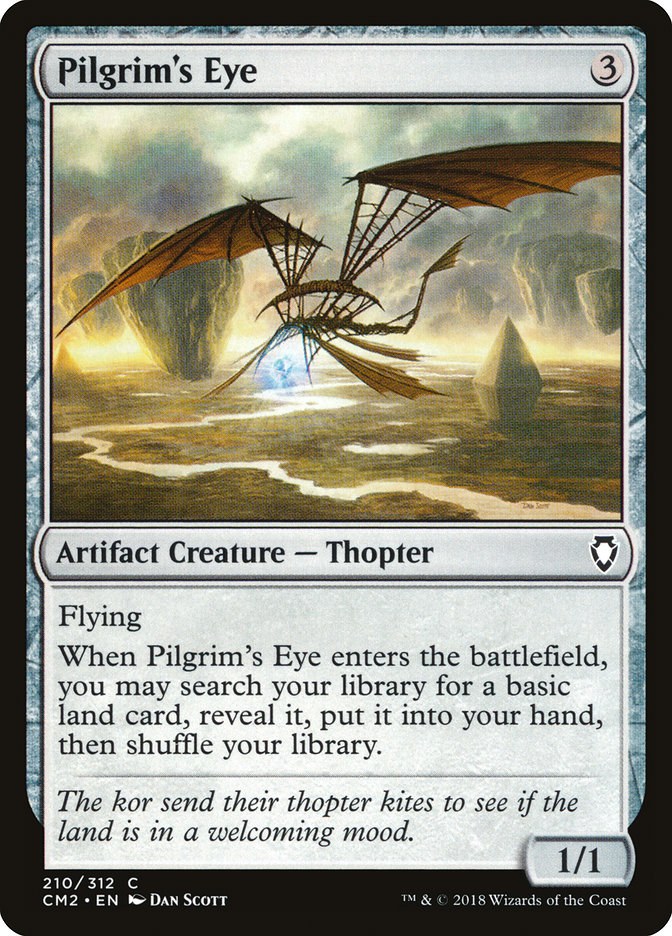 Pilgrim's Eye
3
Dan Scott
Artifact Creature — Thopter
Flying
When Pilgrim's Eye enters the battlefield,
you may search your library for a basic
land card, reveal it, put it into your hand,
then shuffle your library.
The kor send their thopter kites to see if the
land is in a welcoming mood.
1/1
210/312 C
CM2 • EN Dan Scott
™ & © 2018 Wizards of the Coast